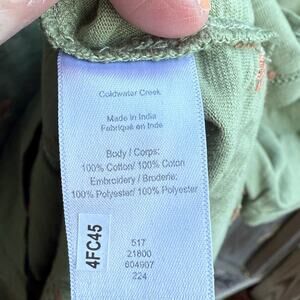 Coldwater Creek
Made in India
Fabriqué en Inde
Body / Corps:
100% Cotton/ 100% Coton
Embroidery / Broderie:
100% Polyester/ 100% Polyester
4FC45
517
21800
604907
224